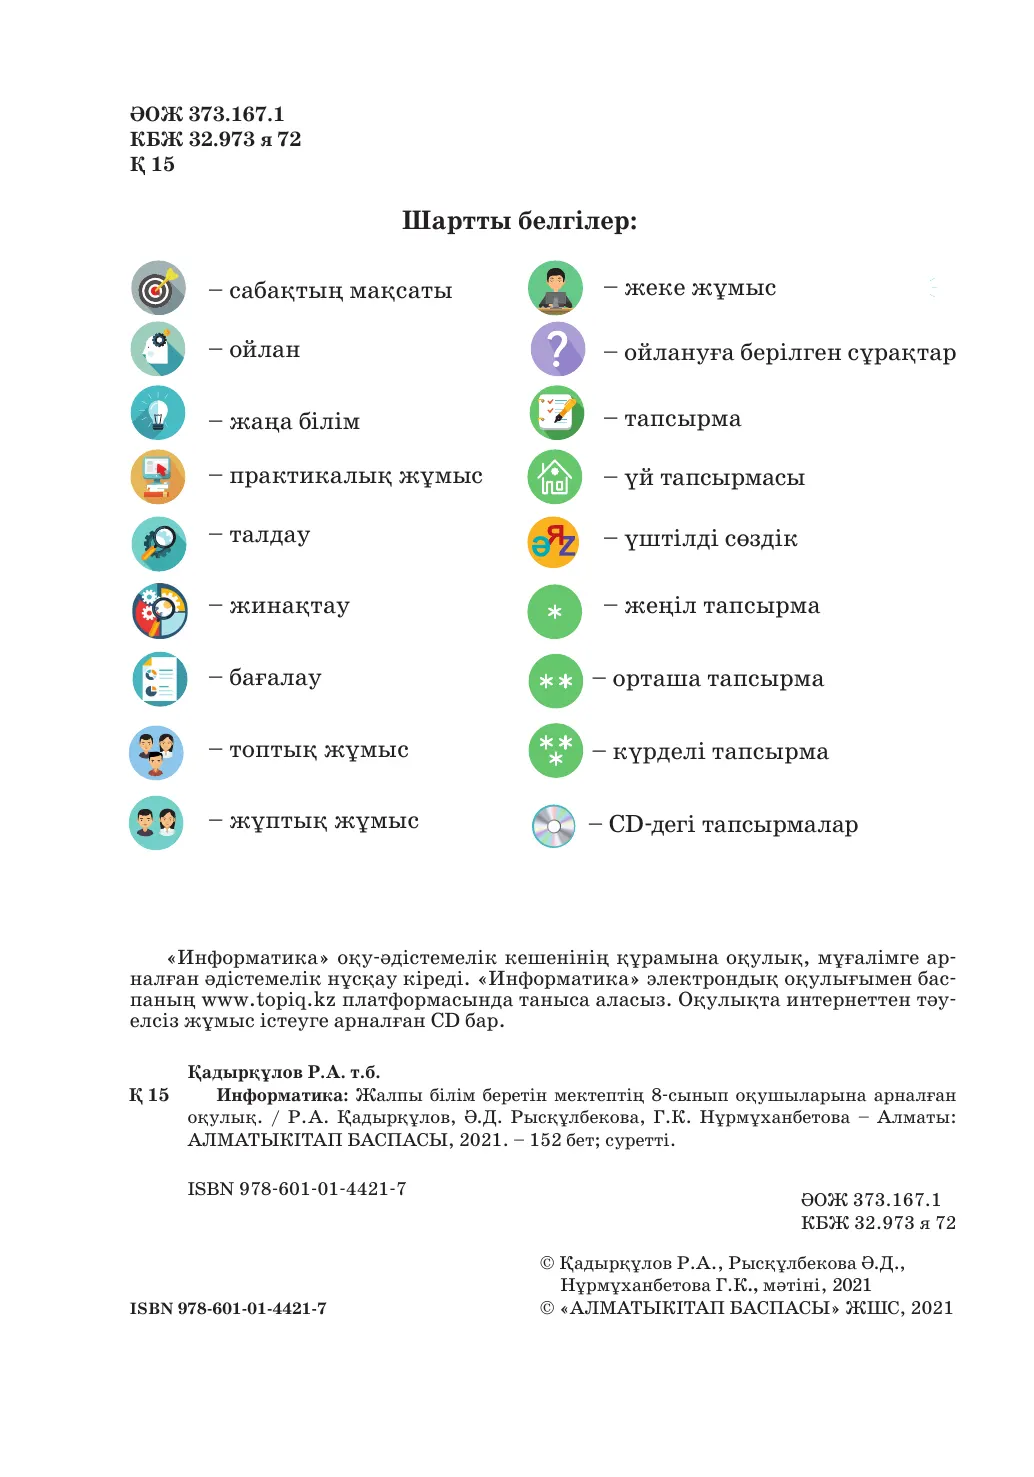 ӘОЖ 373.167.1
КБЖ 32.973 я 72
Қ 15
Шартты белгілер:
– сабақтың мақсаты
– ойлан
– жаңа білім
– практикалық жұмыс
– талдау
– жинақтау
– бағалау
– топтық жұмыс
– жұптық жұмыс
– жеке жұмыс
– ойлануға берілген сұрақтар
– тапсырма
– үй тапсырмасы
ә Я Z
– үштілді сөздік
*
– жеңіл тапсырма
* *
– орташа тапсырма
* * *
– күрделі тапсырма
– CD-дегі тапсырмалар
«Информатика» оқу-әдістемелік кешенінің құрамына оқулық, мұғалімге ар-
налған әдістемелік нұсқау кіреді. «Информатика» электрондық оқулығымен бас-
паның www.topiq.kz платформасында таныса аласыз. Оқулықта интернеттен тәу-
елсіз жұмыс істеуге арналған CD бар.
Қадырқұлов Р.А. т.б.
Қ 15 Информатика: Жалпы білім беретін мектептің 8-сынып оқушыларына арналған
оқулық. / Р.А. Қадырқұлов, Ә.Д. Рысқұлбекова, Г.К. Нұрмұханбетова – Алматы:
АЛМАТЫКІТАП БАСПАСЫ, 2021. – 152 бет; суретті.
ISBN 978-601-01-4421-7
ӘОЖ 373.167.1
КБЖ 32.973 я 72
© Қадырқұлов Р.А., Рысқұлбекова Ә.Д.,
Нұрмұханбетова Г.К., мәтіні, 2021
ISBN 978-601-01-4421-7
© «АЛМАТЫКІТАП БАСПАСЫ» ЖШС, 2021